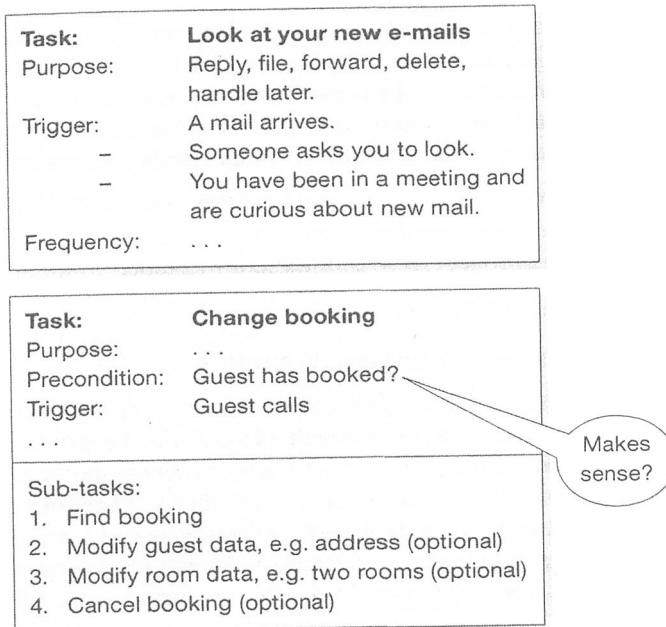 Task: Look at your new e-mails
Purpose: Reply, file, forward, delete,
handle later.
Trigger: A mail arrives.
– Someone asks you to look.
– You have been in a meeting and
are curious about new mail.
Frequency: . . .
Task: Change booking
Purpose: . . .
Precondition: Guest has booked?
Trigger: Guest calls
. . .
Makes
sense?
Sub-tasks:
1. Find booking
2. Modify guest data, e.g. address (optional)
3. Modify room data, e.g. two rooms (optional)
4. Cancel booking (optional)